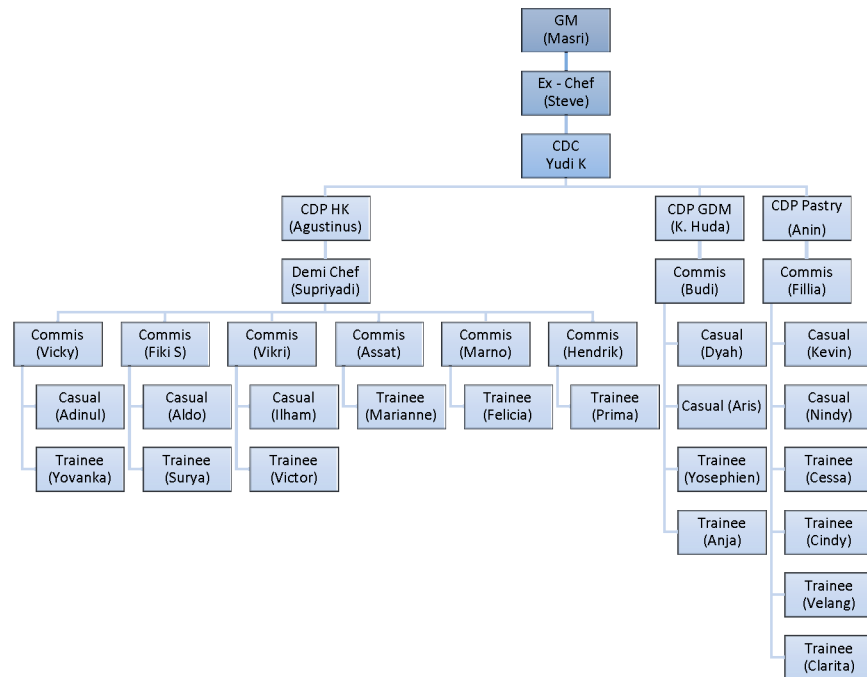 GM
(Masri)
Ex - Chef
(Steve)
CDC
Yudi K
CDP HK
(Agustinus)
CDP GDM
(K. Huda)
CDP Pastry
(Anin)
Demi Chef
(Supriyadi)
Commis
(Budi)
Commis
(Fillia)
Commis
(Vicky)
Commis
(Fiki S)
Commis
(Vikri)
Commis
(Assat)
Commis
(Marno)
Commis
(Hendrik)
Casual
(Dyah)
Casual
(Kevin)
Casual
(Adinul)
Casual
(Aldo)
Casual
(Ilham)
Trainee
(Marianne)
Trainee
(Felicia)
Trainee
(Prima)
Casual (Aris)
Casual
(Nindy)
Trainee
(Yovanka)
Trainee
(Surya)
Trainee
(Victor)
Trainee
(Yosephien)
Trainee
(Cessa)
Trainee
(Anja)
Trainee
(Cindy)
Trainee
(Velang)
Trainee
(Clarita)